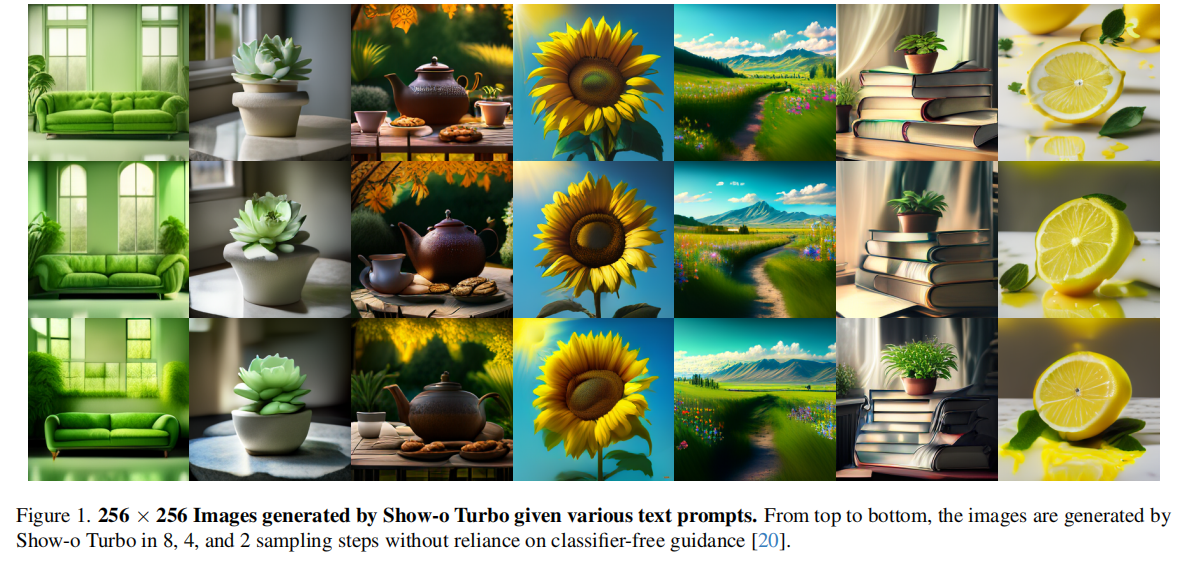 Figure 1. 256 × 256 Images generated by Show-o Turbo given various text prompts. From top to bottom, the images are generated by
Show-o Turbo in 8, 4, and 2 sampling steps without reliance on classifier-free guidance [20].